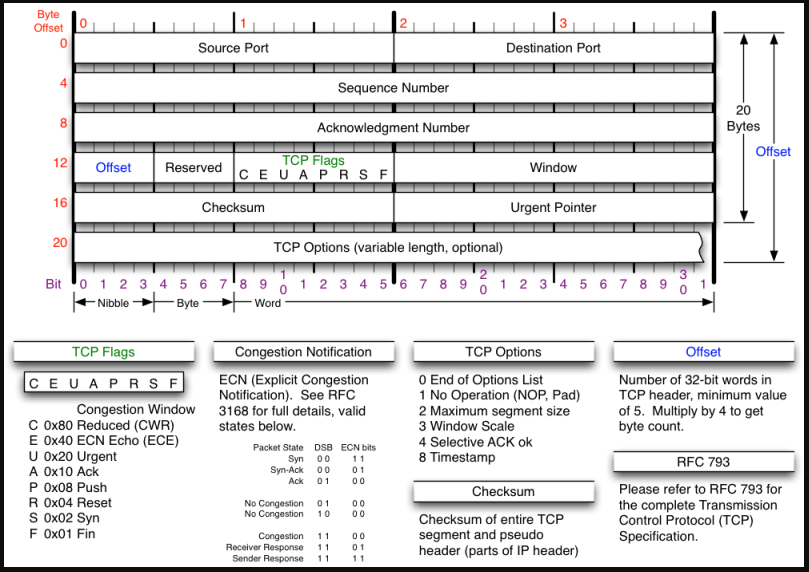 Byte
Offset
0 1 2 3
0 Source Port Destination Port
4 Sequence Number
8 Acknowledgment Number
20
Bytes
Offset
12 Offset Reserved TCP Flags Window
C E U A P R S F
16 Checksum Urgent Pointer
20 TCP Options (variable length, optional)
Bit 0 1 2 3 4 5 6 7 8 9 1 0 1 2 3 4 5 6 7 8 9 2 0 1 2 3 4 5 6 7 8 9 3 0 1
Nibble Byte Word
TCP Flags
C E U A P R S F
Congestion Window
C 0x80 Reduced (CWR)
E 0x40 ECN Echo (ECE)
U 0x20 Urgent
A 0x10 Ack
P 0x08 Push
R 0x04 Reset
S 0x02 Syn
F 0x01 Fin
Congestion Notification
ECN (Explicit Congestion
Notification). See RFC
3168 for full details, valid
states below.
Packet State DSB ECN bits
Syn 0 0 1 1
Syn-Ack 0 0 0 1
Ack 0 1 0 0
No Congestion 0 1 0 0
No Congestion 1 0 0 0
Congestion 1 1 0 0
Receiver Response 1 1 0 1
Sender Response 1 1 1 1
TCP Options
0 End of Options List
1 No Operation (NOP, Pad)
2 Maximum segment size
3 Window Scale
4 Selective ACK ok
8 Timestamp
Checksum
Checksum of entire TCP
segment and pseudo
header (parts of IP header)
Offset
Number of 32-bit words in
TCP header, minimum value
of 5. Multiply by 4 to get
byte count.
RFC 793
Please refer to RFC 793 for
the complete Transmission
Control Protocol (TCP)
Specification.